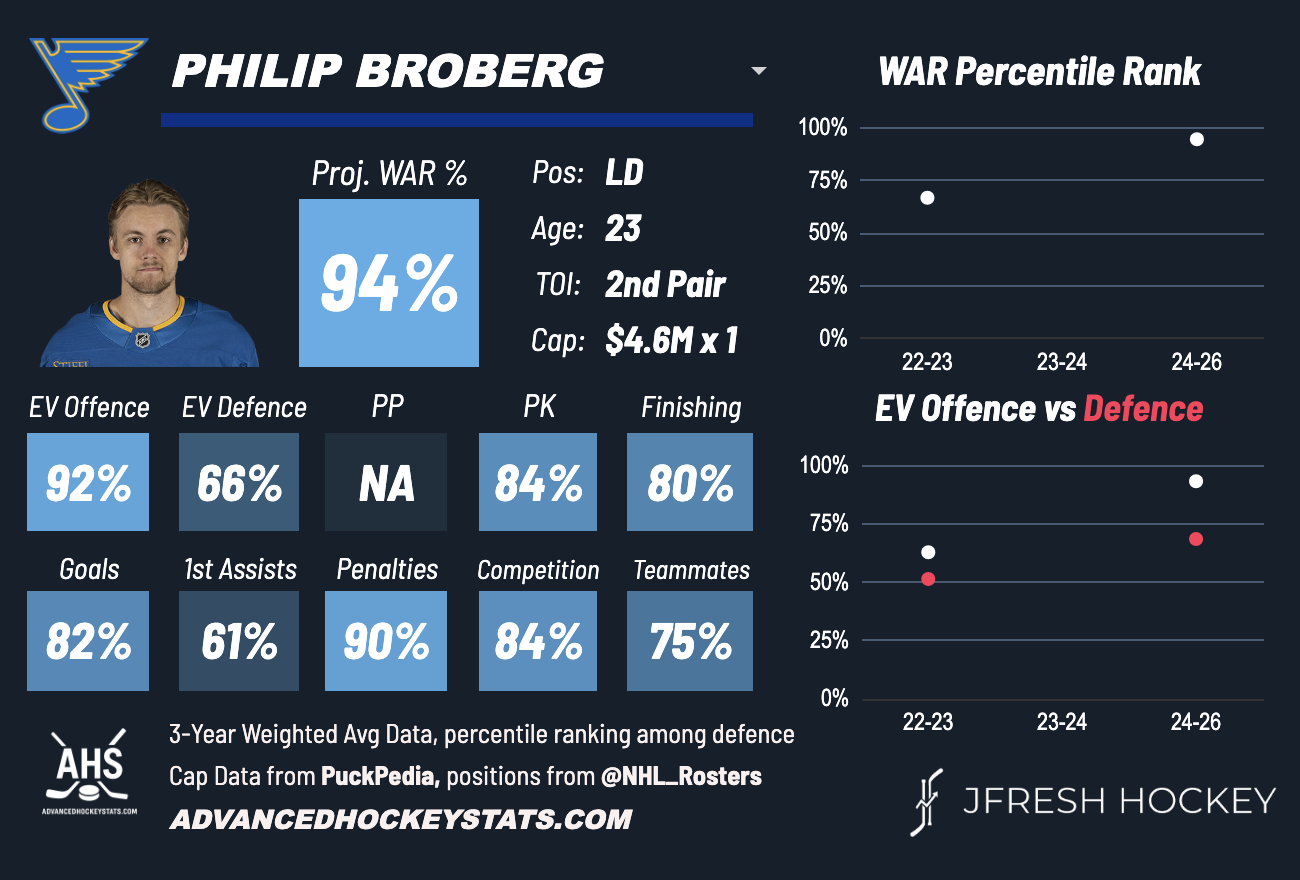 PHILIP BROBERG
Proj. WAR %
94%
Pos: LD
Age: 23
TOI: 2nd Pair
Cap: $4.6M x 1
STIFEL
EV Offence EV Defence PP PK Finishing
92% 66% NA 84% 80%
Goals 1st Assists Penalties Competition Teammates
82% 61% 90% 84% 75%
WAR Percentile Rank
100%
75%
50%
25%
0%
22-23 23-24 24-26
EV Offence vs Defence
100%
75%
50%
25%
0%
22-23 23-24 24-26
AHS
ADVANCEDHOCKEYSTATS.COM
3-Year Weighted Avg Data, percentile ranking among defence
Cap Data from PuckPedia, positions from @NHL_Rosters
ADVANCEDHOCKEYSTATS.COM
JFRESH HOCKEY